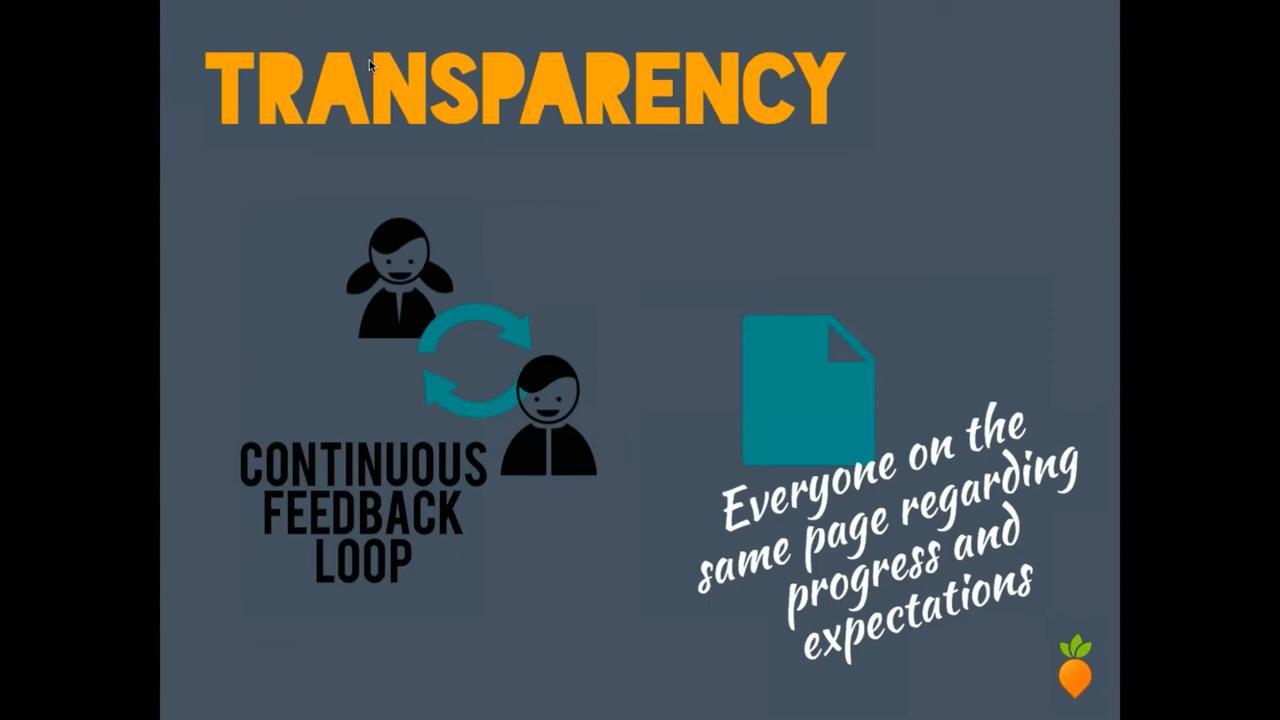 TRANSPARENCY
CONTINUOUS
FEEDBACK
LOOP
Everyone on the
same page regarding
progress and
expectations